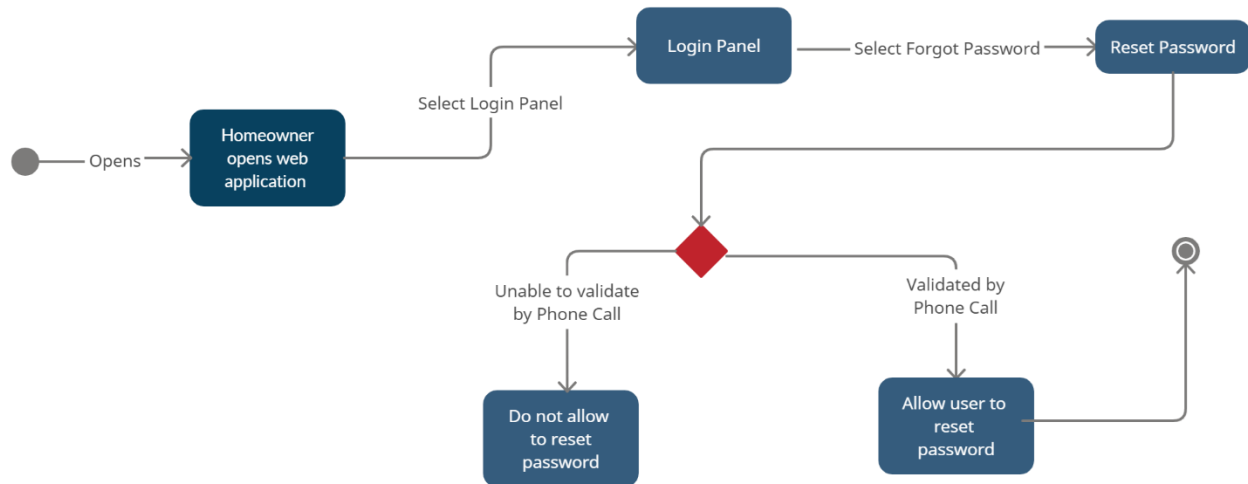 Login Panel
Select Forgot Password
Reset Password
Select Login Panel
Homeowner
opens web
application
Opens
Unable to validate
by Phone Call
Validated by
Phone Call
Do not allow
to reset
password
Allow user to
reset
password